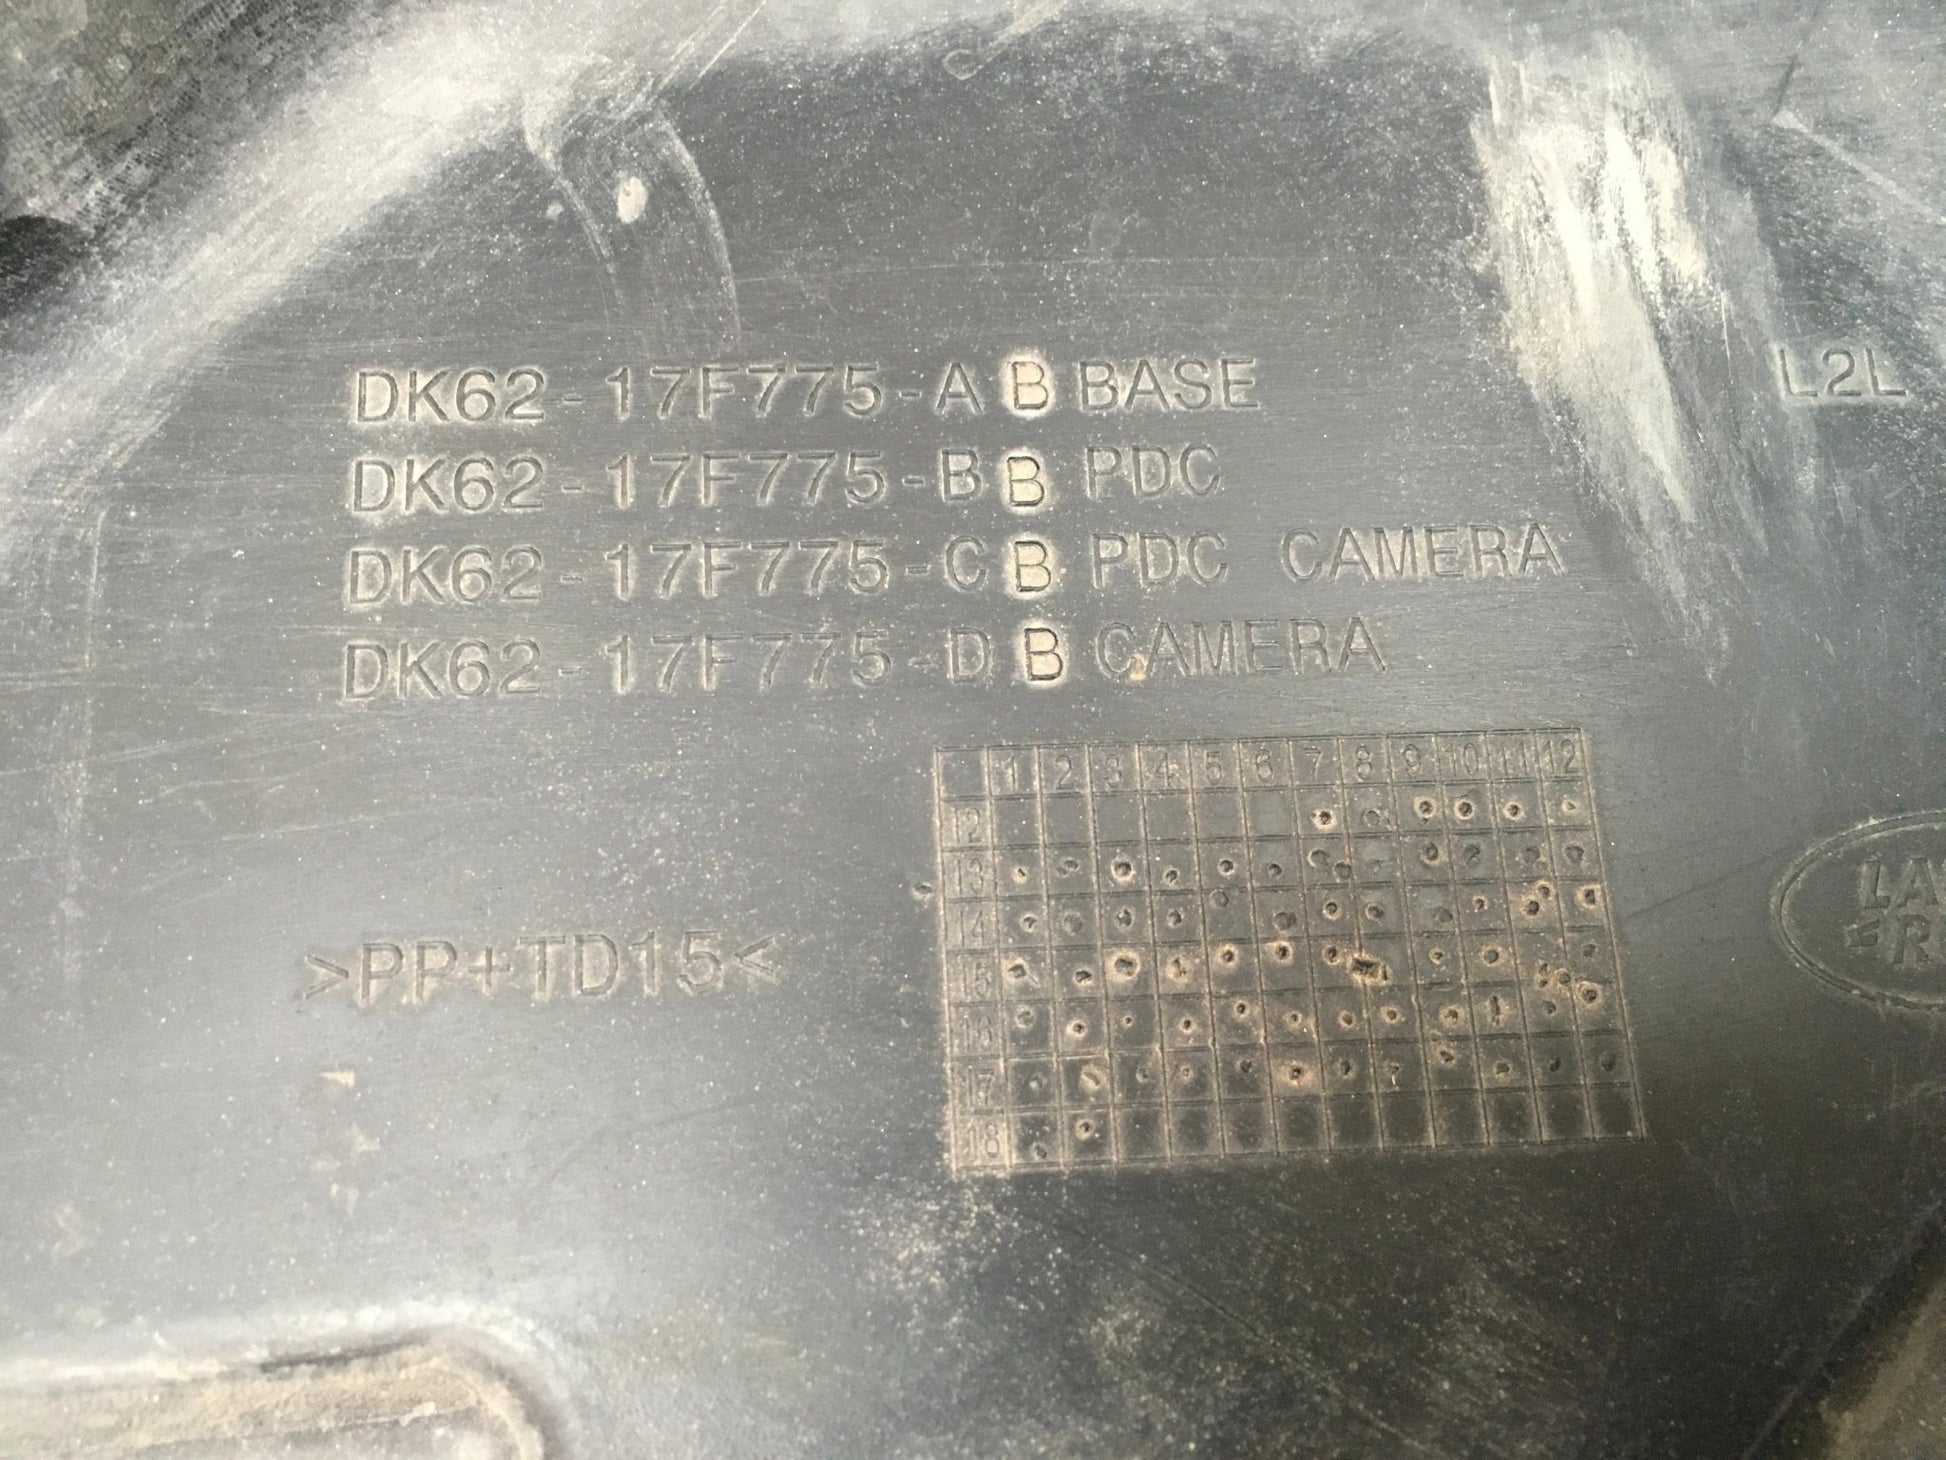 DK62-17F775-A B BASE
L2L
DK62-17F775-B B PDC
DK62-17F775-C B PDC CAMERA
DK62-17F775-D B CAMERA
1 2 3 4 5 6 7 8 9 10 11 12
12
13
14
15
16
17
18
>PP+TD15<